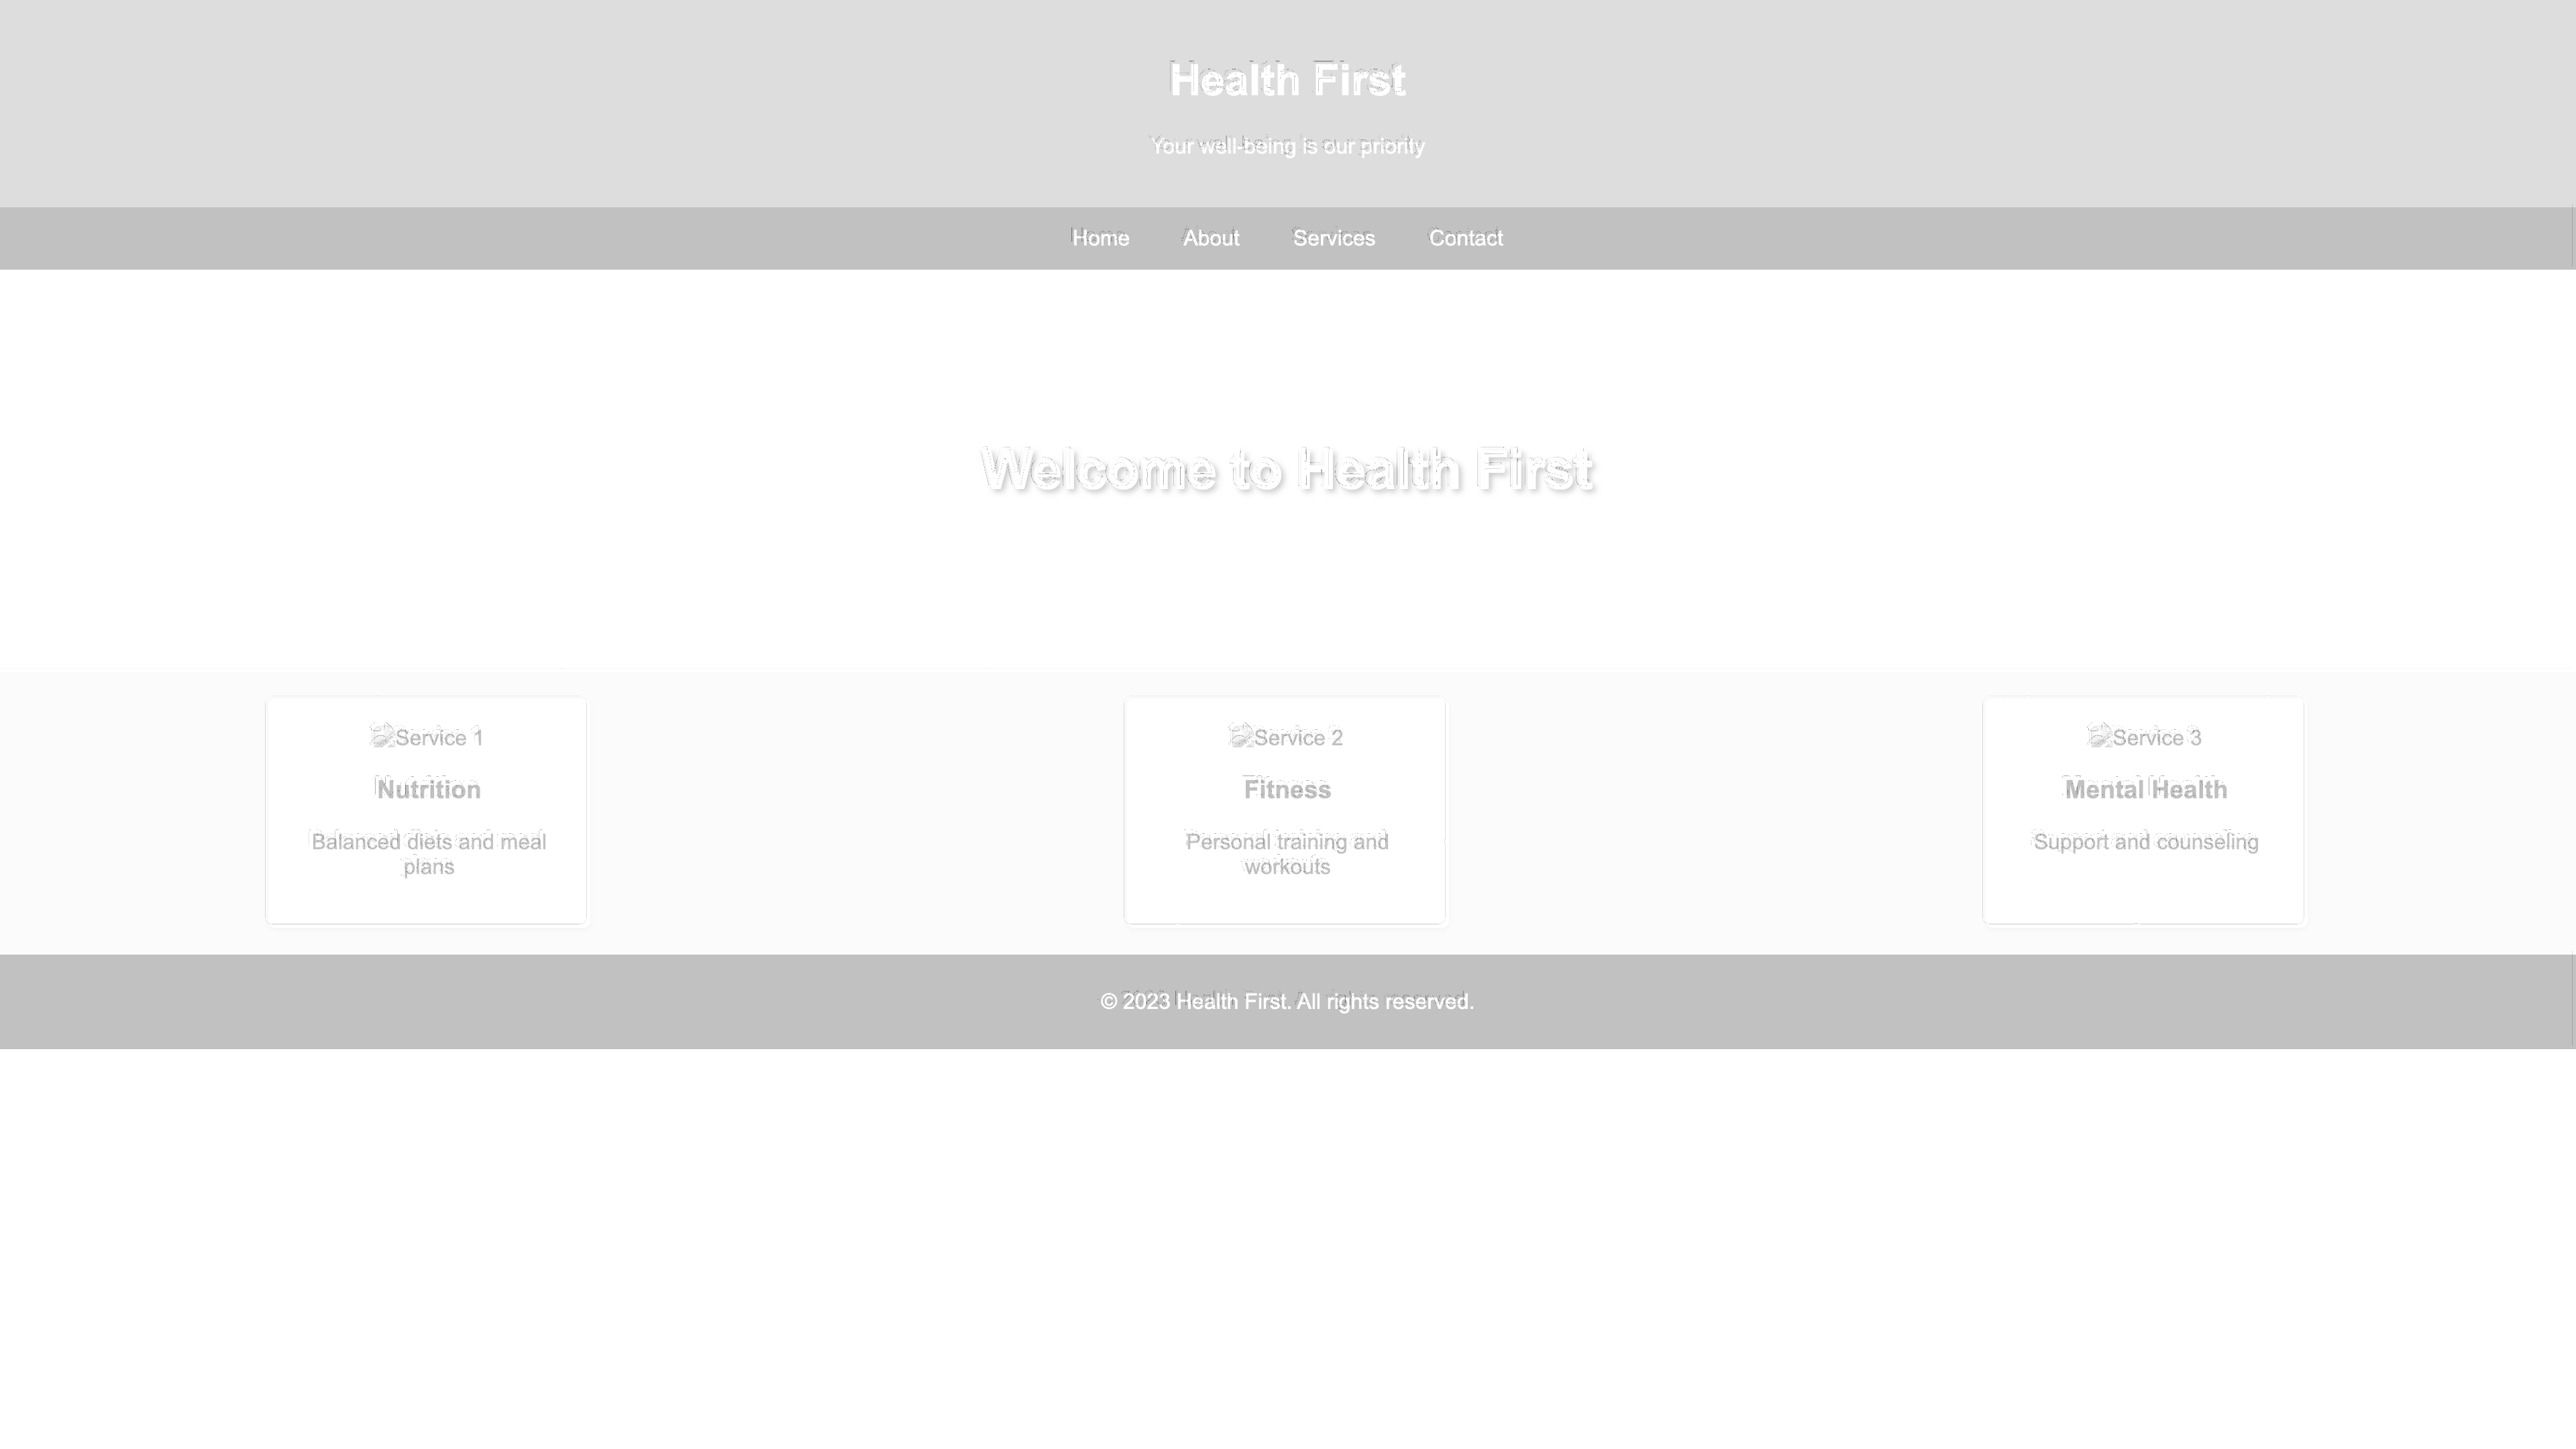 Health First
Your well-being is our priority
Home About Services Contact
Welcome to Health First
Service 1
Nutrition
Balanced diets and meal
plans
Service 2
Fitness
Personal training and
workouts
Service 3
Mental Health
Support and counseling
© 2023 Health First. All rights reserved.